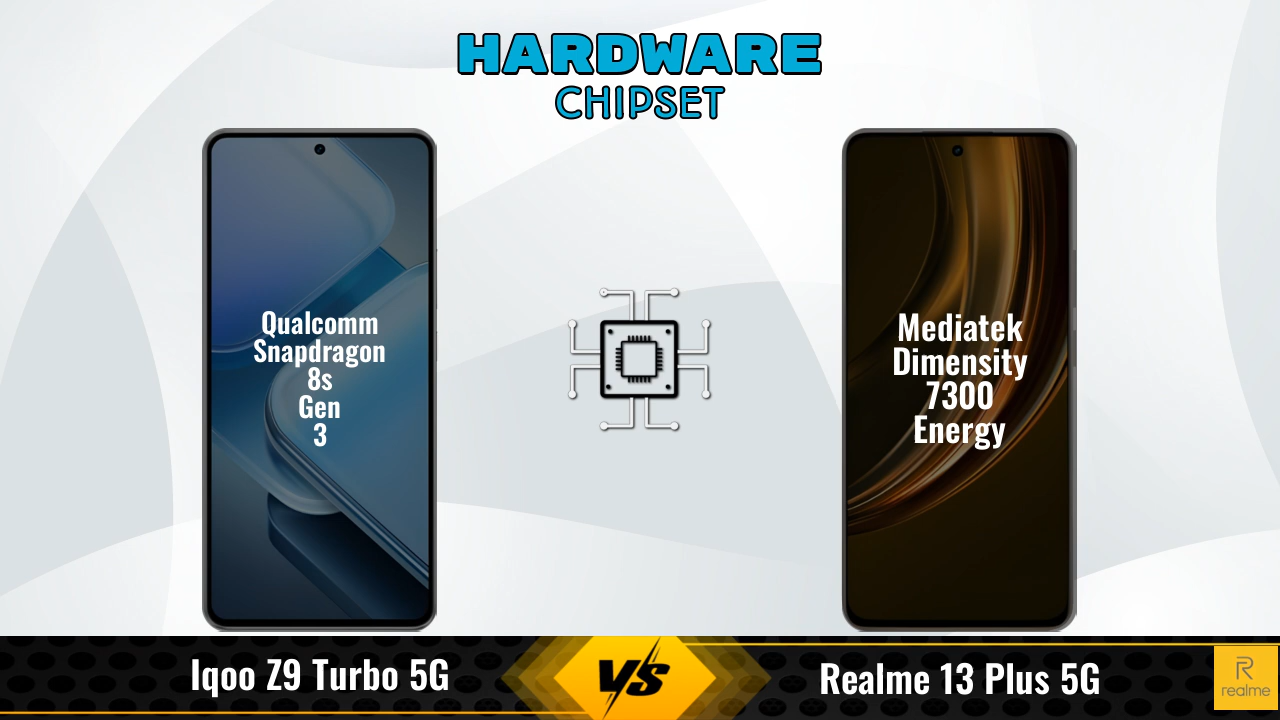 HARDWARE
CHIPSET
Qualcomm
Snapdragon
8s
Gen
3
Mediatek
Dimensity
7300
Energy
Iqoo Z9 Turbo 5G
VS
Realme 13 Plus 5G
R
realme